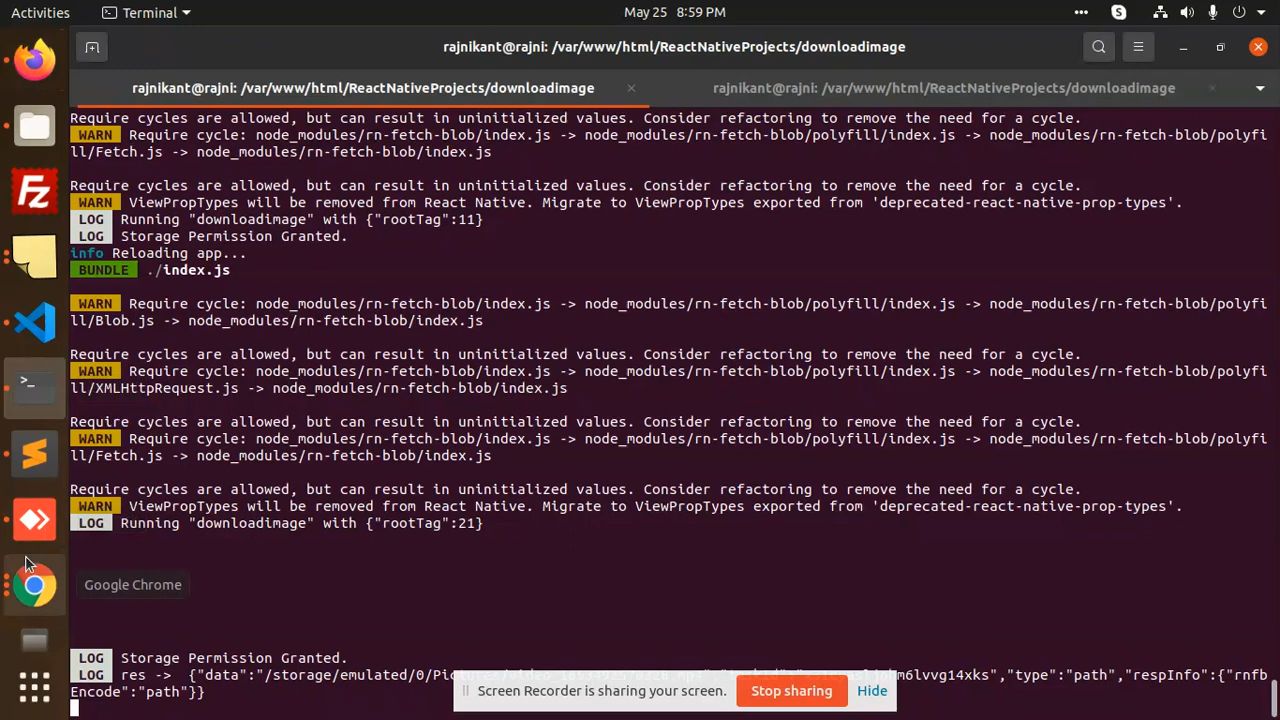 Activities
Terminal
May 25 8:59 PM
rajnikant@rajni: /var/www/html/ReactNativeProjects/downloadimage
rajnikant@rajni: /var/www/html/ReactNativeProjects/downloadimage
rajnikant@rajni: /var/www/html/ReactNativeProjects/downloadimage
Require cycles are allowed, but can result in uninitialized values. Consider refactoring to remove the need for a cycle.
WARN Require cycle: node_modules/rn-fetch-blob/index.js -> node_modules/rn-fetch-blob/polyfill/index.js -> node_modules/rn-fetch-blob/polyfi
ll/Fetch.js -> node_modules/rn-fetch-blob/index.js
Require cycles are allowed, but can result in uninitialized values. Consider refactoring to remove the need for a cycle.
WARN ViewPropTypes will be removed from React Native. Migrate to ViewPropTypes exported from 'deprecated-react-native-prop-types'.
LOG Running "downloadimage" with {"rootTag":11}
LOG Storage Permission Granted.
info Reloading app...
BUNDLE ./index.js
WARN Require cycle: node_modules/rn-fetch-blob/index.js -> node_modules/rn-fetch-blob/polyfill/index.js -> node_modules/rn-fetch-blob/polyfi
ll/Blob.js -> node_modules/rn-fetch-blob/index.js
Require cycles are allowed, but can result in uninitialized values. Consider refactoring to remove the need for a cycle.
WARN Require cycle: node_modules/rn-fetch-blob/index.js -> node_modules/rn-fetch-blob/polyfill/index.js -> node_modules/rn-fetch-blob/polyfi
ll/XMLHttpRequest.js -> node_modules/rn-fetch-blob/index.js
Require cycles are allowed, but can result in uninitialized values. Consider refactoring to remove the need for a cycle.
WARN Require cycle: node_modules/rn-fetch-blob/index.js -> node_modules/rn-fetch-blob/polyfill/index.js -> node_modules/rn-fetch-blob/polyfi
ll/Fetch.js -> node_modules/rn-fetch-blob/index.js
Require cycles are allowed, but can result in uninitialized values. Consider refactoring to remove the need for a cycle.
WARN ViewPropTypes will be removed from React Native. Migrate to ViewPropTypes exported from 'deprecated-react-native-prop-types'.
LOG Running "downloadimage" with {"rootTag":21}
Google Chrome
LOG Storage Permission Granted.
LOG res -> {"data":"/storage/emulated/0/ "type":"path","respInfo":{"rnfb
Encode":"path"}}
Screen Recorder is sharing your screen.
Stop sharing
Hide